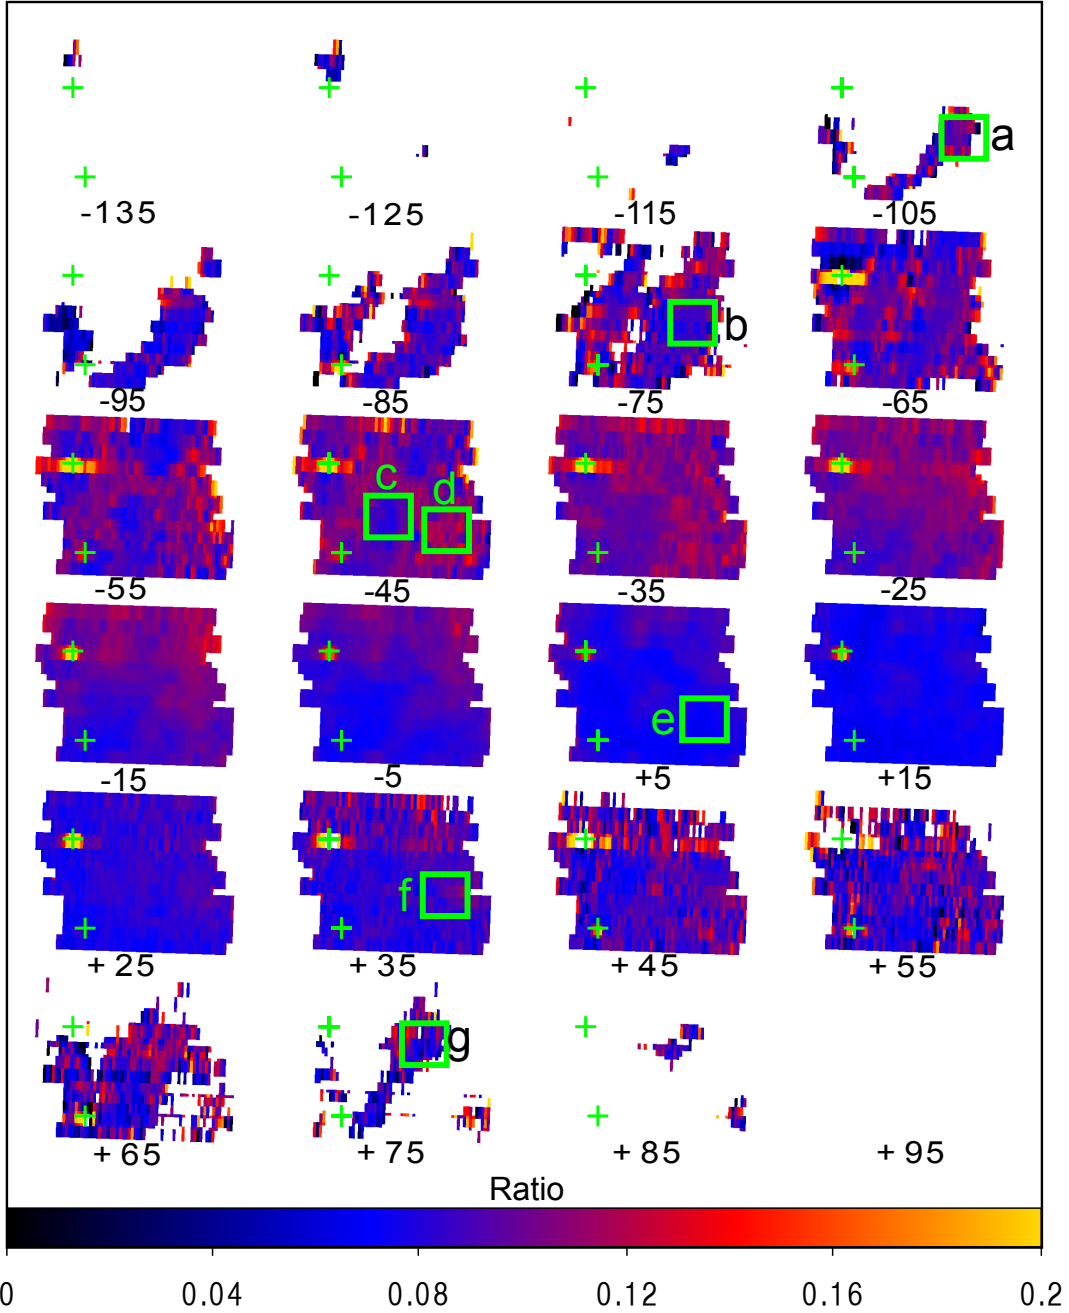 a
-135 -125 -115 -105
b
-95 -85 -75 -65
c d
-55 -45 -35 -25
e
-15 -5 +5 +15
f
+ 25 + 35 + 45 + 55
g
+ 65 + 75 + 85 + 95
Ratio
0 0.04 0.08 0.12 0.16 0.2